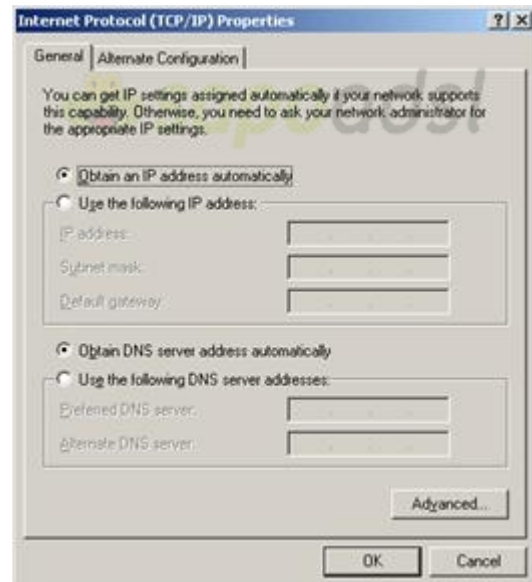 Internet Protocol (TCP/IP) Properties
General
Alternate Configuration
You can get IP settings assigned automatically if your network supports
this capability. Otherwise, you need to ask your network administrator for
the appropriate IP settings.
Obtain an IP address automatically
Use the following IP address:
IP address:
Subnet mask:
Default gateway:
Obtain DNS server address automatically
Use the following DNS server addresses:
Preferred DNS server:
Alternate DNS server:
Advanced...
OK
Cancel